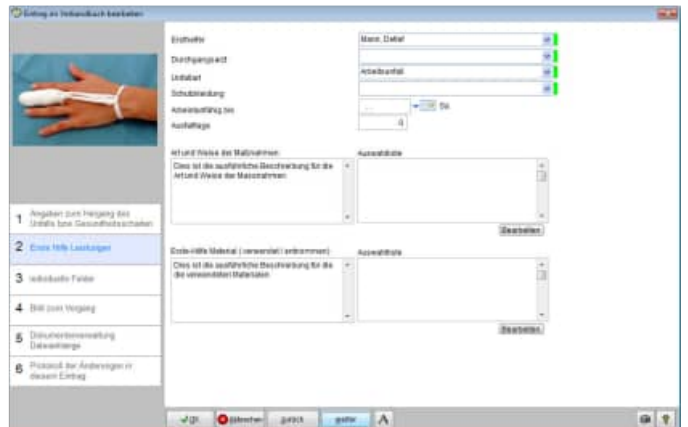 Eintrag im Verbandbuch bearbeiten
Ersthelfer
Mann, Detlef
Durchgangsarzt
Unfallart
Arbeitsunfall
Schutzkleidung
Arbeitsunfähig bis
Ausfalltage
0
Art und Weise der Maßnahmen
Auswahlliste
Dies ist die ausführliche Beschreibung für die
Art und Weise der Massnahmen
Bearbeiten
Erste-Hilfe Material ( verwendet / entnommen)
Auswahlliste
Dies ist die ausführliche Beschreibung für die
die verwendeten Materialen
Bearbeiten
1 Angaben zum Hergang des
Unfalls bzw. Gesundheitsschaden
2 Erste Hilfe Leistungen
3 Individuelle Felder
4 Bild zum Vorgang
5 Dokumentenverwaltung
Dateianhänge
6 Protokoll der Änderungen in
diesem Eintrag
OK
Abbrechen
zurück
weiter
A
?